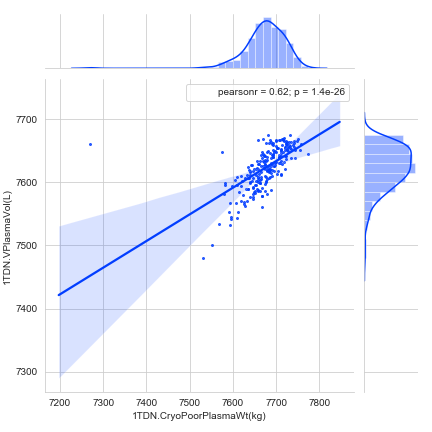 pearsonr = 0.62; p = 1.4e-26
7700
7600
7500
7400
7300
1TDN.VPlasmaVol(L)
7200 7300 7400 7500 7600 7700 7800
1TDN.CryoPoorPlasmaWt(kg)